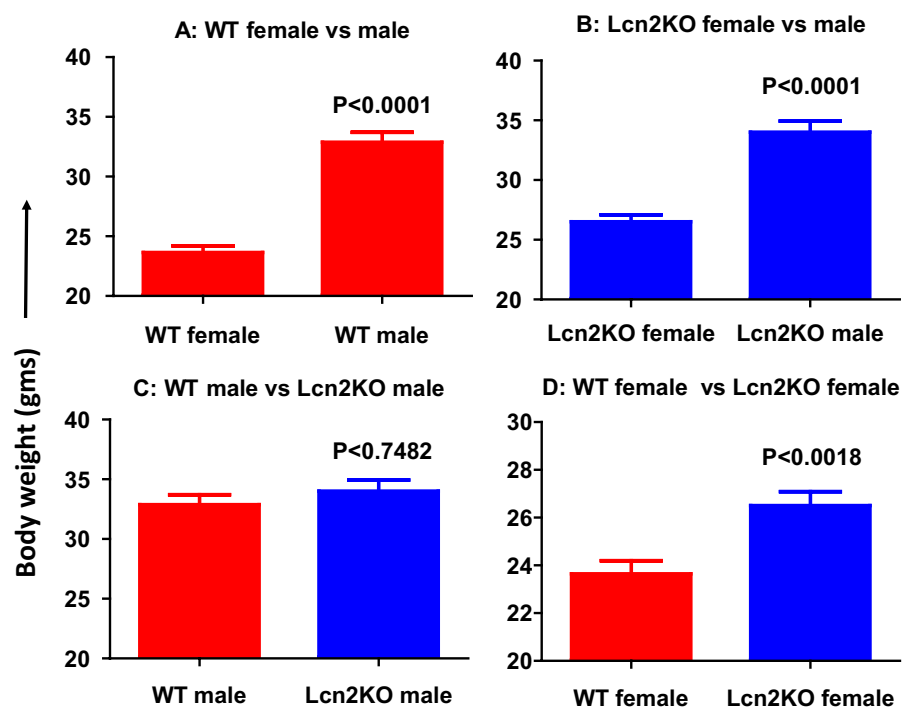 A: WT female vs male
40
35
30
25
20
P<0.0001
WT female
WT male
B: Lcn2KO female vs male
40
35
30
25
20
P<0.0001
Lcn2KO female
Lcn2KO male
Body weight (gms)
C: WT male vs Lcn2KO male
40
35
30
25
20
P<0.7482
WT male
Lcn2KO male
D: WT female vs Lcn2KO female
30
28
26
24
22
20
P<0.0018
WT female
Lcn2KO female